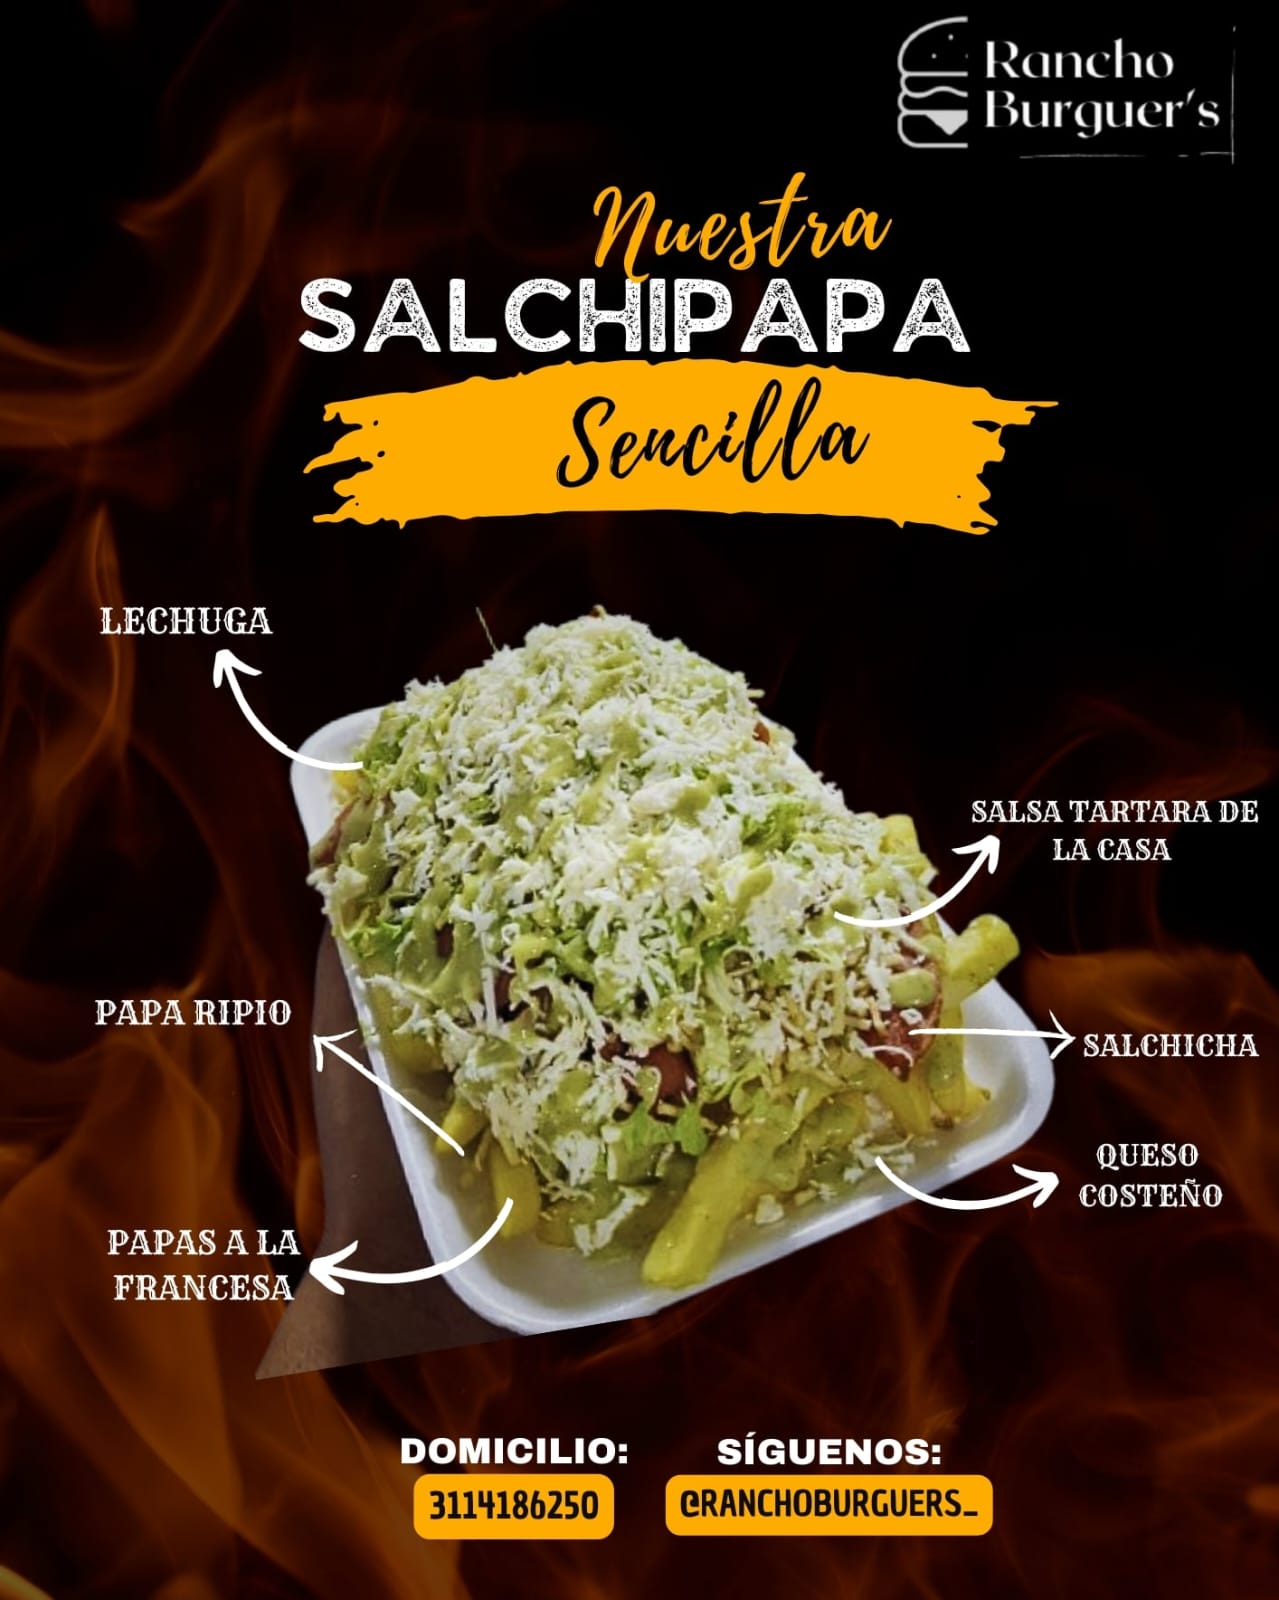 Rancho
Burguer's
Nuestra
SALCHIPAPA
Sencilla
LECHUGA
SALSA TARTARA DE
LA CASA
PAPA RIPIO
SALCHICHA
QUESO
COSTEÑO
PAPAS A LA
FRANCESA
DOMICILIO:
3114186250
SÍGUENOS:
@RANCHOBURGUERS_